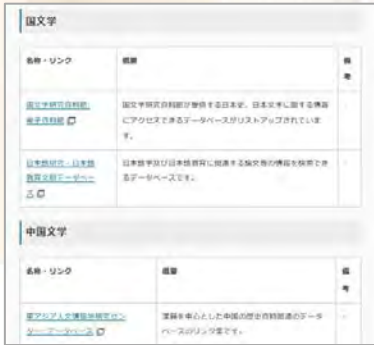 国文学
名称・リンク 概要 備
考
国文学研究資料館 国文学研究資料館が提供する日本史、日本文学に関する情報
電子資料館 にアクセスできるデータベースがリストアップされていま
す。
日本語研究・日本語 日本語学及び日本語教育に関連する論文等の情報を検索でき
教育文献データベー るデータベースです。
ス
中国文学
名称・リンク 概要 備
考
東アジア人文情報学研究セン 漢籍を中心とした中国の歴史資料関連のデータ
ター データベース ベースのリンク集です。